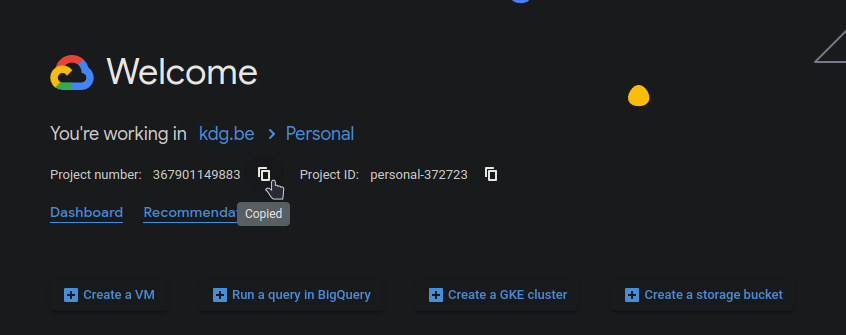 Welcome
You're working in kdg.be > Personal
Project number: 367901149883 Project ID: personal-372723
Dashboard Recommenda
Copied
Create a VM Run a query in BigQuery Create a GKE cluster Create a storage bucket